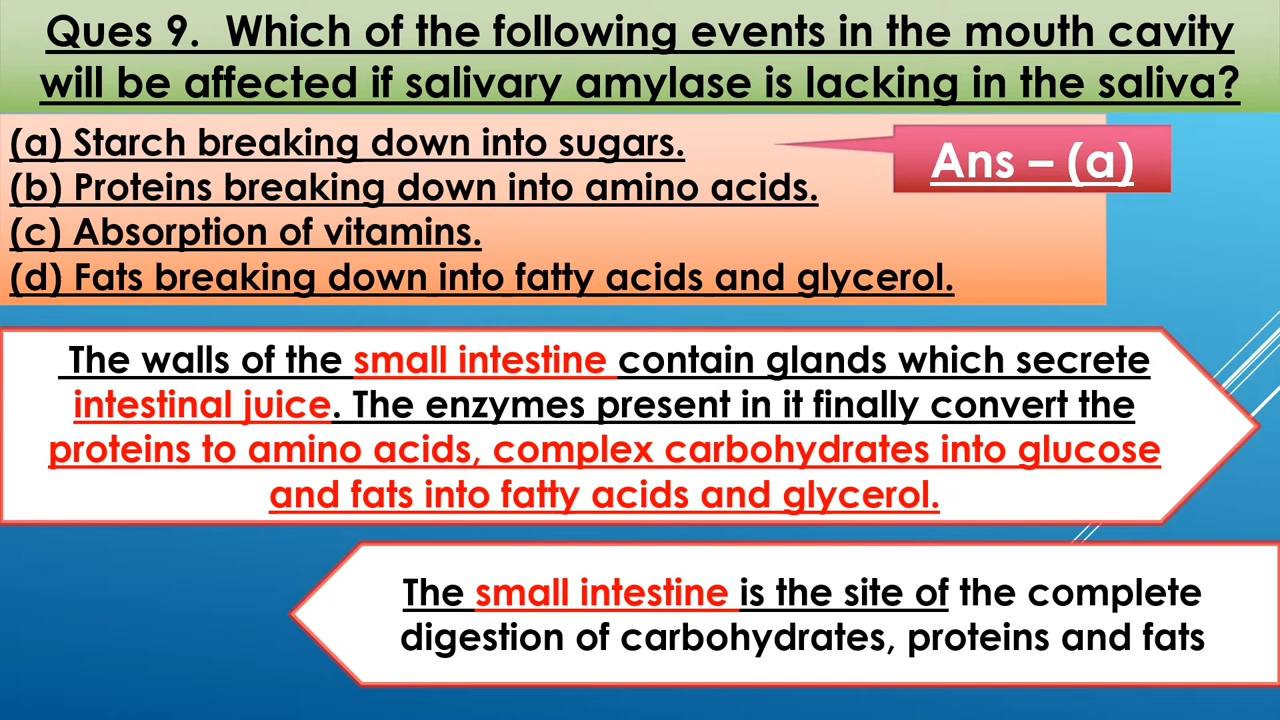 Ques 9. Which of the following events in the mouth cavity
will be affected if salivary amylase is lacking in the saliva?
(a) Starch breaking down into sugars.
Ans – (a)
(b) Proteins breaking down into amino acids.
(c) Absorption of vitamins.
(d) Fats breaking down into fatty acids and glycerol.
The walls of the small intestine contain glands which secrete
intestinal juice. The enzymes present in it finally convert the
proteins to amino acids, complex carbohydrates into glucose
and fats into fatty acids and glycerol.
The small intestine is the site of the complete
digestion of carbohydrates, proteins and fats